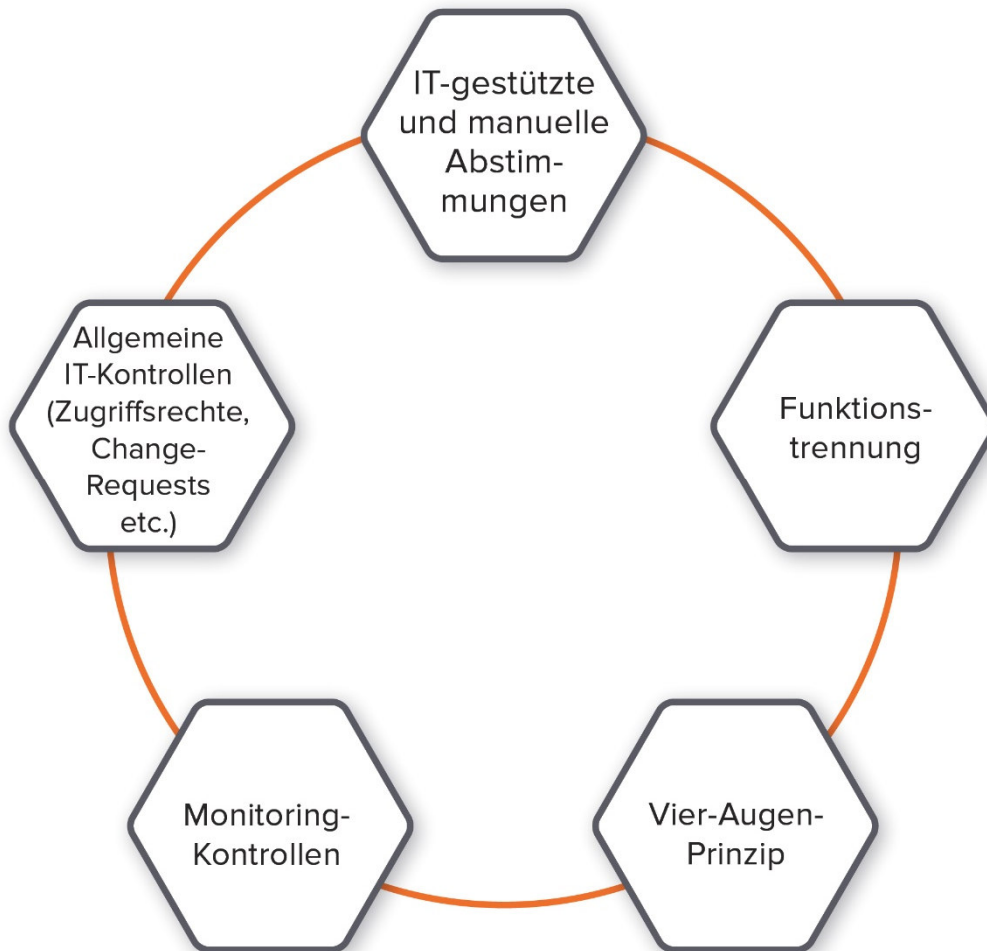 IT-gestützte
und manuelle
Abstim-
mungen
Funktions-
trennung
Vier-Augen-
Prinzip
Monitoring-
Kontrollen
Allgemeine
IT-Kontrollen
(Zugriffsrechte,
Change-
Requests
etc.)